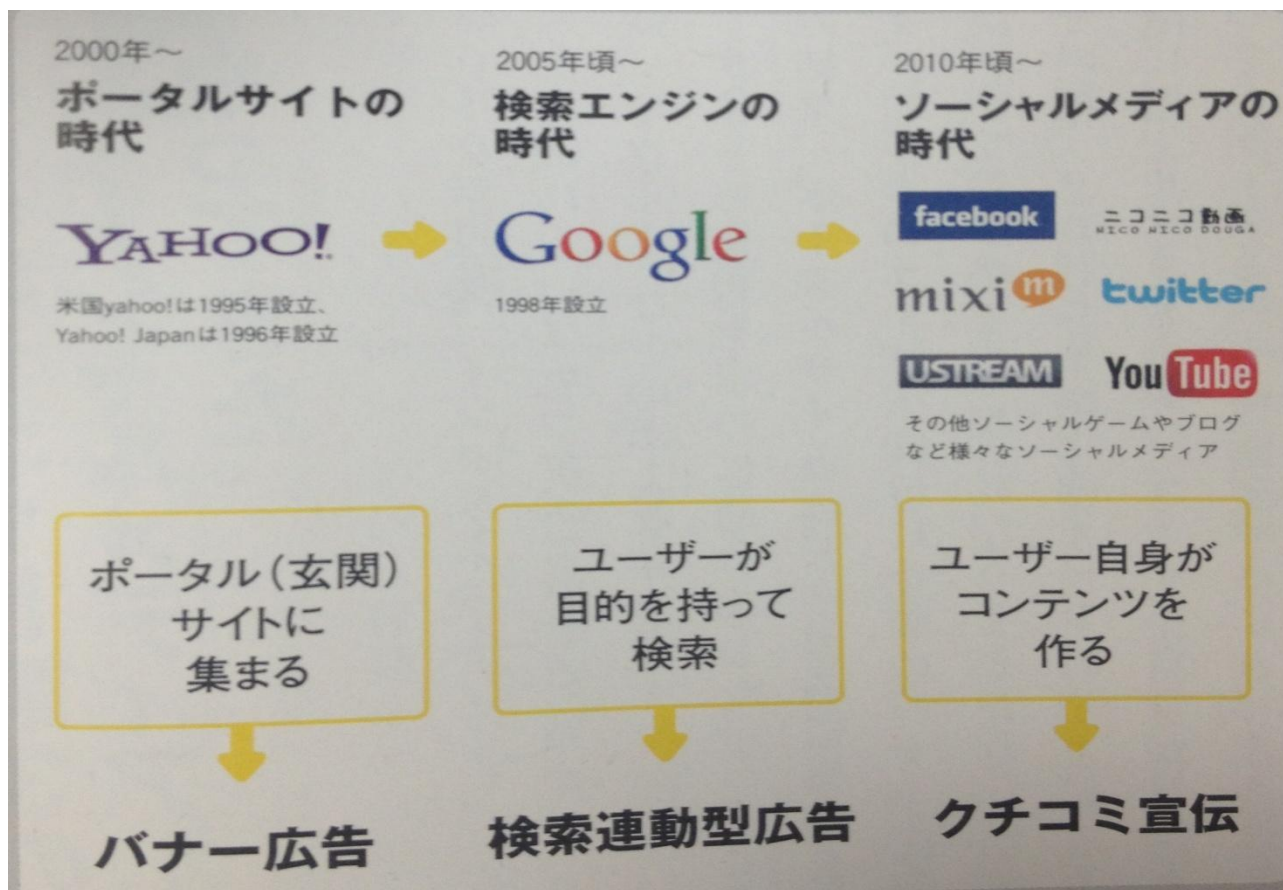 2000年〜
ポータルサイトの
時代
YAHOO!
米国yahoo!は1995年設立、
Yahoo! Japanは1996年設立
2005年頃〜
検索エンジンの
時代
Google
1998年設立
2010年頃〜
ソーシャルメディアの
時代
facebook
ニコニコ動画
NICO NICO DOUGA
mixi m
twitter
USTREAM
YouTube
その他ソーシャルゲームやブログ
など様々なソーシャルメディア
ポータル（玄関）
サイトに
集まる
バナー広告
ユーザーが
目的を持って
検索
検索連動型広告
ユーザー自身が
コンテンツを
作る
クチコミ宣伝